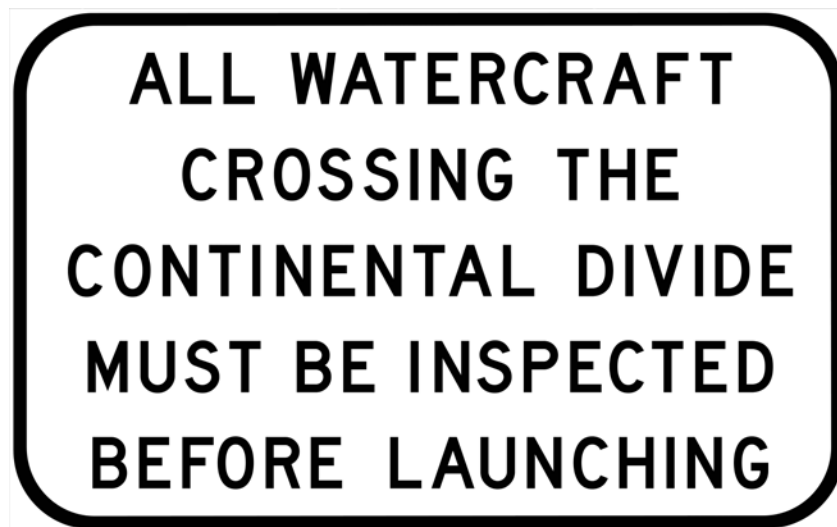 ALL WATERCRAFT
CROSSING THE
CONTINENTAL DIVIDE
MUST BE INSPECTED
BEFORE LAUNCHING